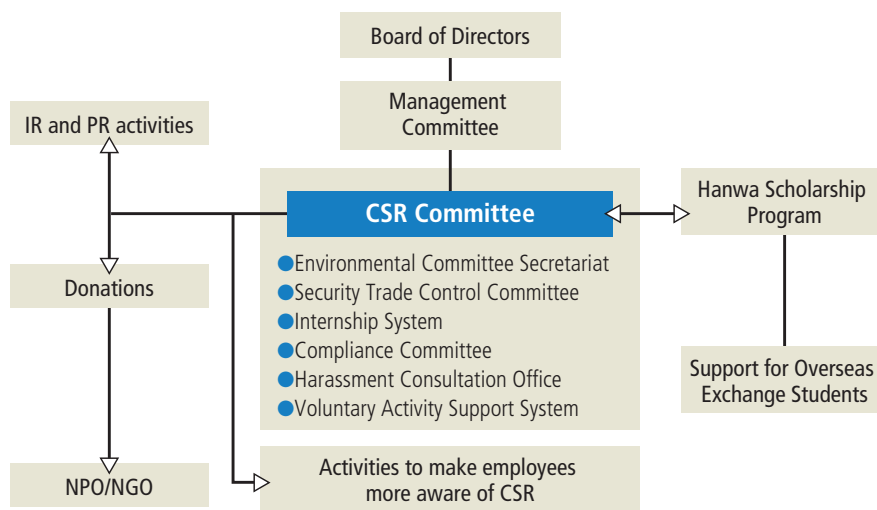 Board of Directors
Management
Committee
IR and PR activities
CSR Committee
Hanwa Scholarship
Program
●Environmental Committee Secretariat
●Security Trade Control Committee
●Internship System
●Compliance Committee
●Harassment Consultation Office
●Voluntary Activity Support System
Donations
Support for Overseas
Exchange Students
NPO/NGO
Activities to make employees
more aware of CSR